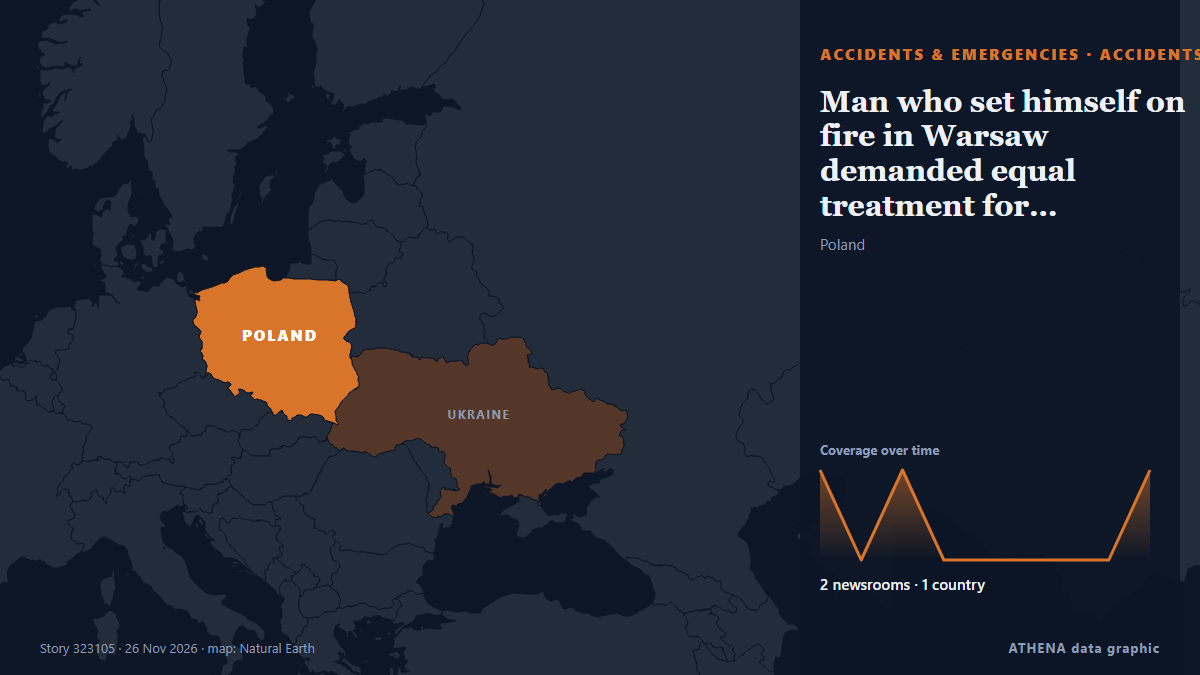 ACCIDENTS & EMERGENCIES · ACCIDENTS
Man who set himself on
fire in Warsaw
demanded equal
treatment for...
Poland
POLAND
UKRAINE
Coverage over time
2 newsrooms · 1 country
Story 323105 · 26 Nov 2026 · map: Natural Earth
ATHENA data graphic